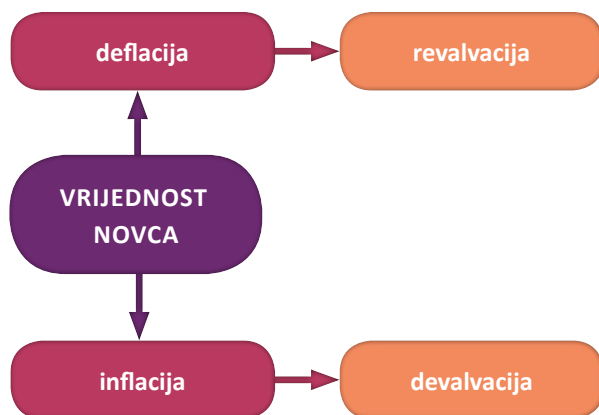 deflacija
revalvacija
VRIJEDNOST
NOVCA
inflacija
devalvacija